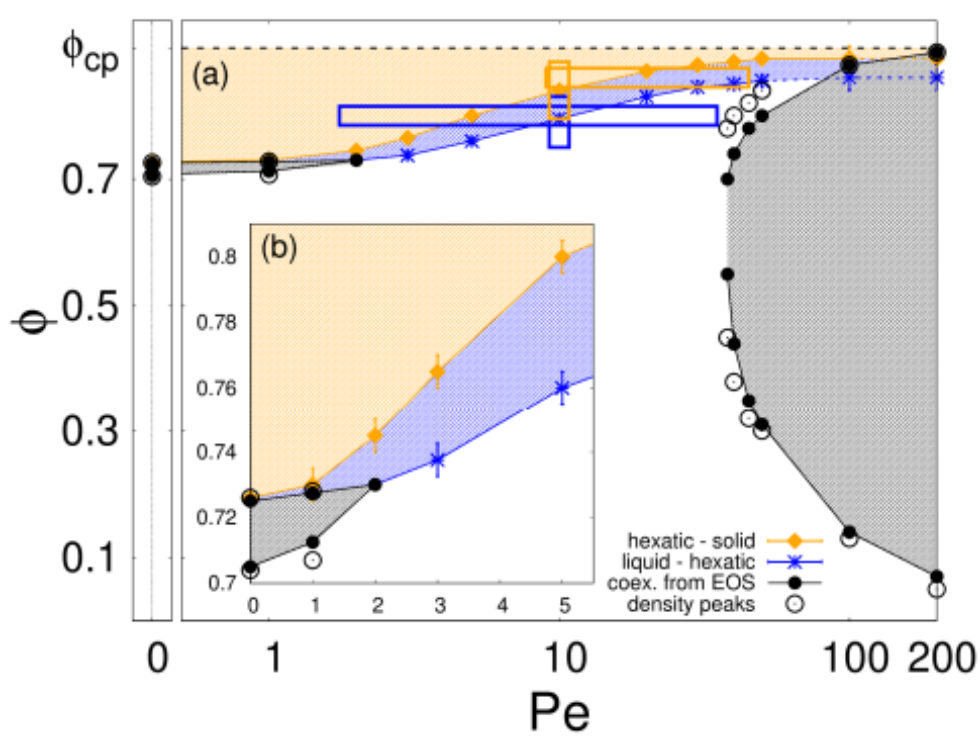 ϕcp
(a)
0.7
0.5
0.3
0.1
ϕ
(b)
0.8
0.78
0.76
0.74
0.72
0.7
0 1 2 3 4 5
hexatic - solid
liquid - hexatic
coex. from EOS
density peaks
0 1 10 100 200
Pe